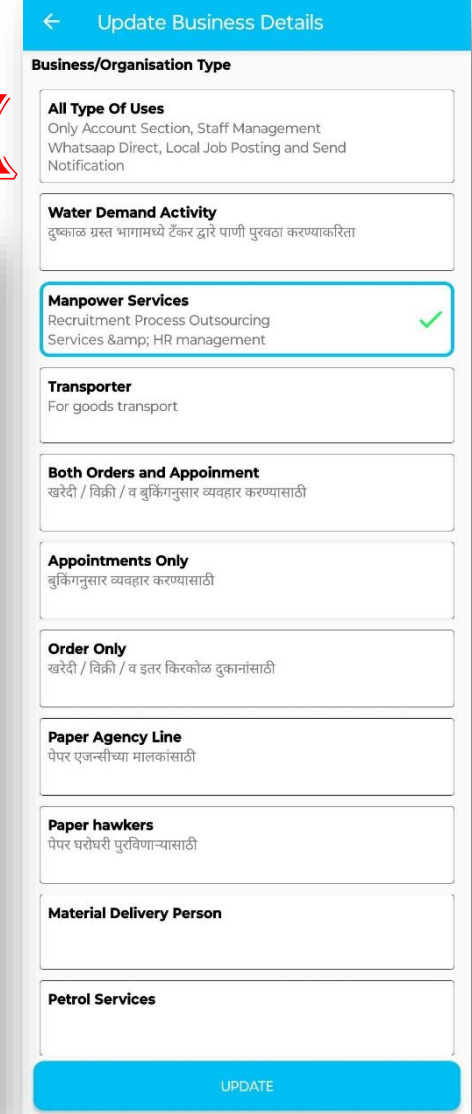 Update Business Details
Business/Organisation Type
All Type Of Uses
Only Account Section, Staff Management
Whatsaap Direct, Local Job Posting and Send
Notification
Water Demand Activity
दुष्काळ ग्रस्त भागामध्ये टँकर द्वारे पाणी पुरवठा करण्याकरिता
Manpower Services
Recruitment Process Outsourcing
Services &amp; HR management
Transporter
For goods transport
Both Orders and Appoinment
खरेदी / विक्री / व बुकिंगनुसार व्यवहार करण्यासाठी
Appointments Only
बुकिंगनुसार व्यवहार करण्यासाठी
Order Only
खरेदी / विक्री / व इतर किरकोळ दुकानांसाठी
Paper Agency Line
पेपर एजन्सीच्या मालकांसाठी
Paper hawkers
पेपर घरोघरी पुरविणाऱ्यासाठी
Material Delivery Person
Petrol Services
UPDATE